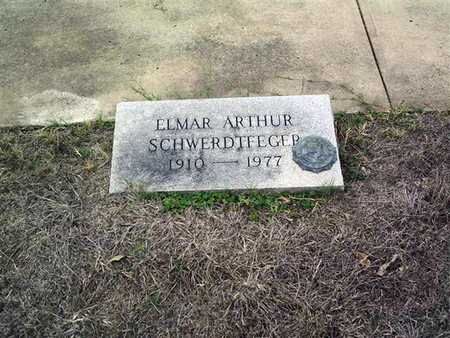 ELMAR ARTHUR
SCHWERDTFEGER
1910 — 1977